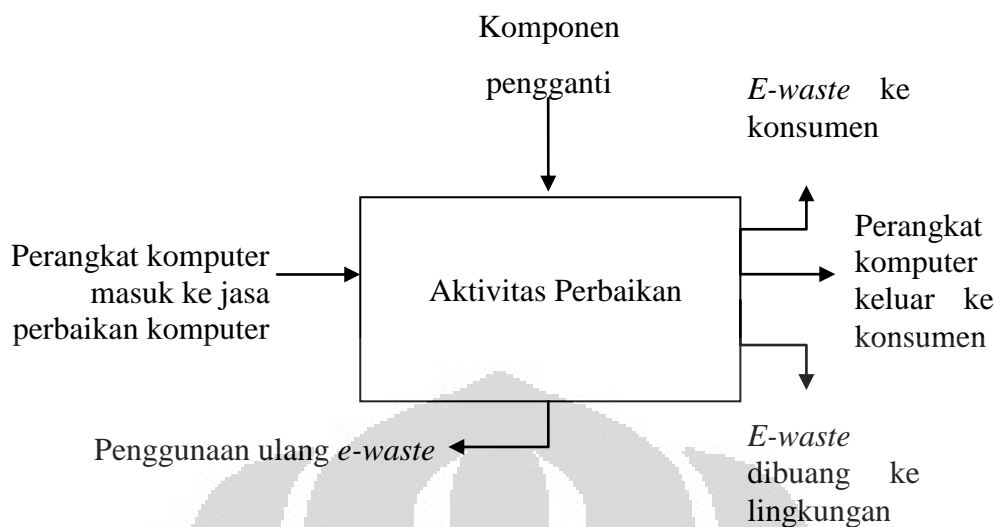 Komponen
pengganti
E-waste ke
konsumen
Perangkat komputer
masuk ke jasa
perbaikan komputer
Aktivitas Perbaikan
Perangkat
komputer
keluar ke
konsumen
Penggunaan ulang e-waste
E-waste
dibuang ke
lingkungan